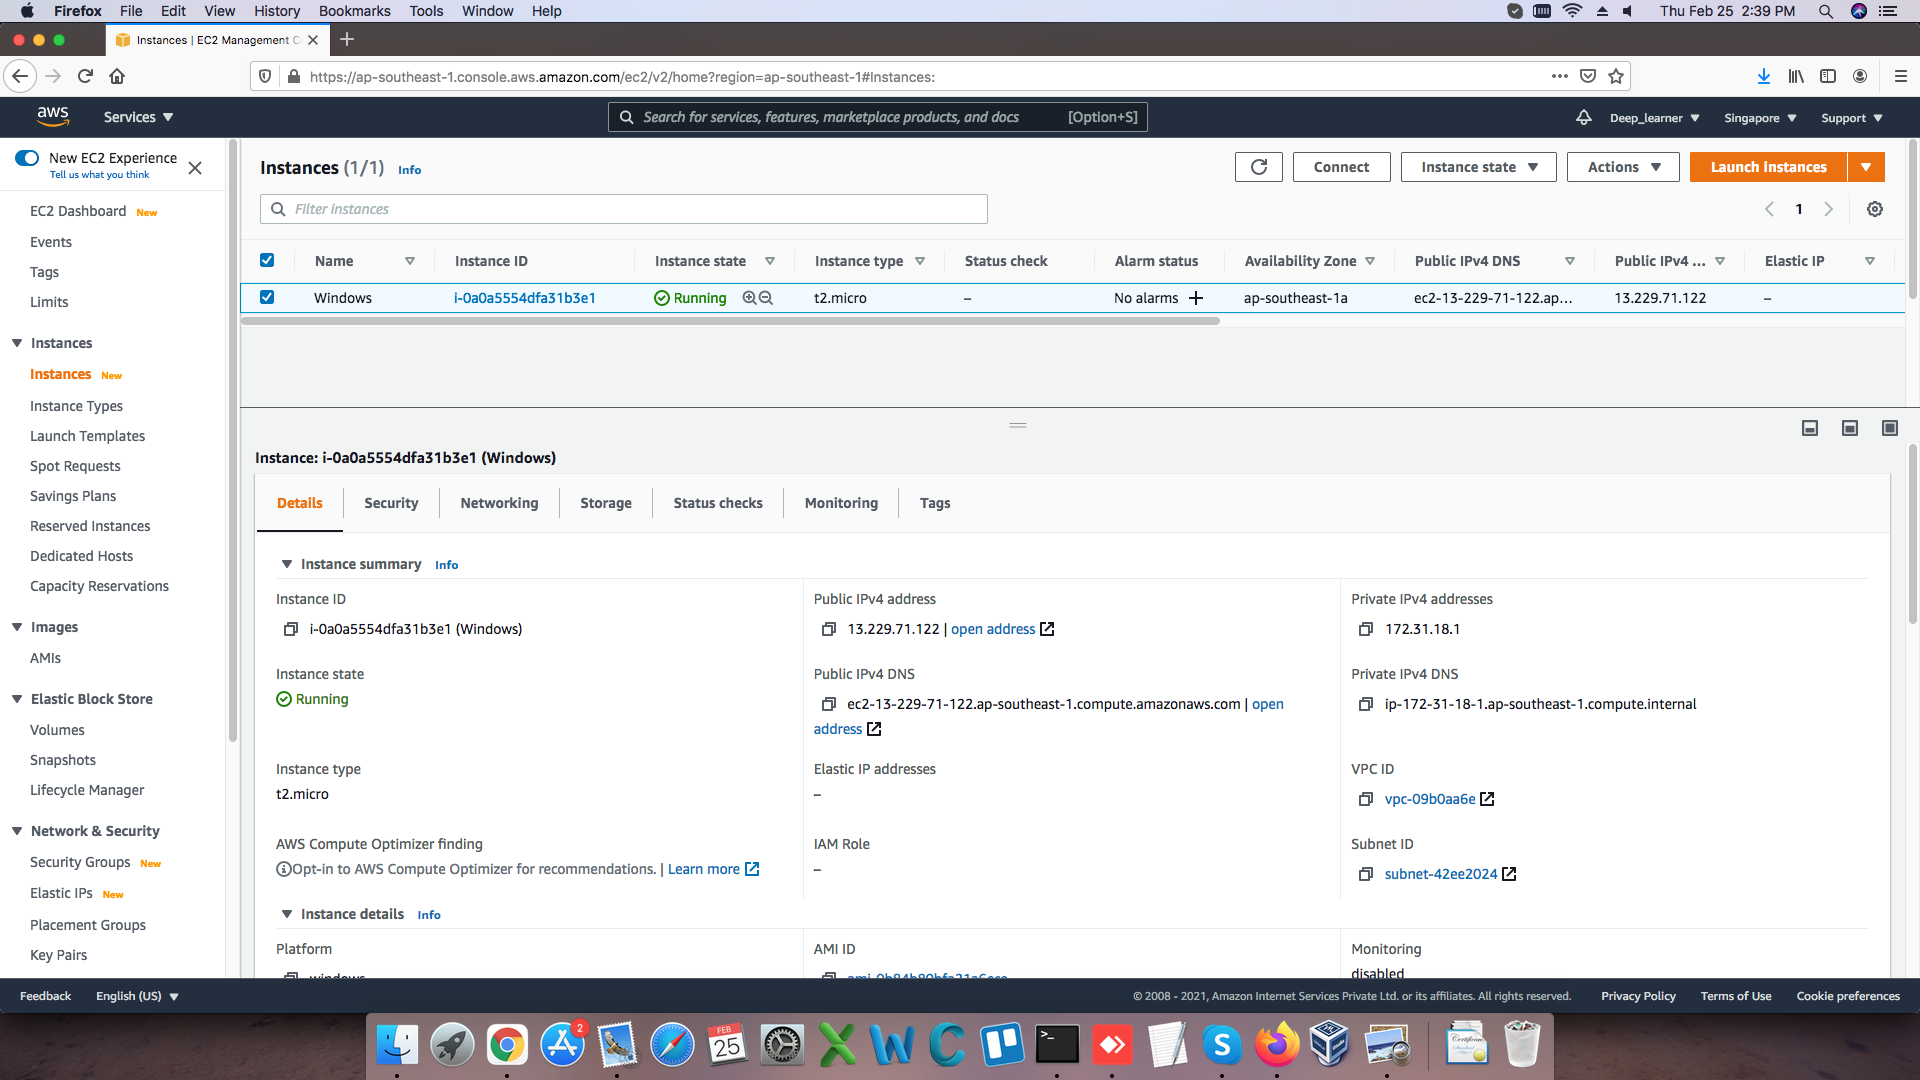 Firefox File Edit View History Bookmarks Tools Window Help Thu Feb 25 2:39 PM
Instances | EC2 Management C
https://ap-southeast-1.console.aws.amazon.com/ec2/v2/home?region=ap-southeast-1#Instances:
aws Services Search for services, features, marketplace products, and docs [Option+S] Deep_learner Singapore Support
New EC2 Experience
Tell us what you think
EC2 Dashboard New
Events
Tags
Limits
Instances
Instances New
Instance Types
Launch Templates
Spot Requests
Savings Plans
Reserved Instances
Dedicated Hosts
Capacity Reservations
Images
AMIs
Elastic Block Store
Volumes
Snapshots
Lifecycle Manager
Network & Security
Security Groups New
Elastic IPs New
Placement Groups
Key Pairs
Instances (1/1) Info Connect Instance state Actions Launch Instances
Filter instances 1
Name Instance ID Instance state Instance type Status check Alarm status Availability Zone Public IPv4 DNS Public IPv4 ... Elastic IP
Windows i-0a0a5554dfa31b3e1 Running t2.micro – No alarms + ap-southeast-1a ec2-13-229-71-122.ap... 13.229.71.122 –
Instance: i-0a0a5554dfa31b3e1 (Windows)
Details Security Networking Storage Status checks Monitoring Tags
Instance summary Info
Instance ID
i-0a0a5554dfa31b3e1 (Windows)
Public IPv4 address
13.229.71.122 | open address
Private IPv4 addresses
172.31.18.1
Instance state
Running
Public IPv4 DNS
ec2-13-229-71-122.ap-southeast-1.compute.amazonaws.com | open
address
Private IPv4 DNS
ip-172-31-18-1.ap-southeast-1.compute.internal
Instance type
t2.micro
Elastic IP addresses
–
VPC ID
vpc-09b0aa6e
AWS Compute Optimizer finding
Opt-in to AWS Compute Optimizer for recommendations. | Learn more
IAM Role
–
Subnet ID
subnet-42ee2024
Instance details Info
Platform
windows
AMI ID
Monitoring
disabled
Feedback English (US) © 2008 - 2021, Amazon Internet Services Private Ltd. or its affiliates. All rights reserved. Privacy Policy Terms of Use Cookie preferences
2
FEB
25